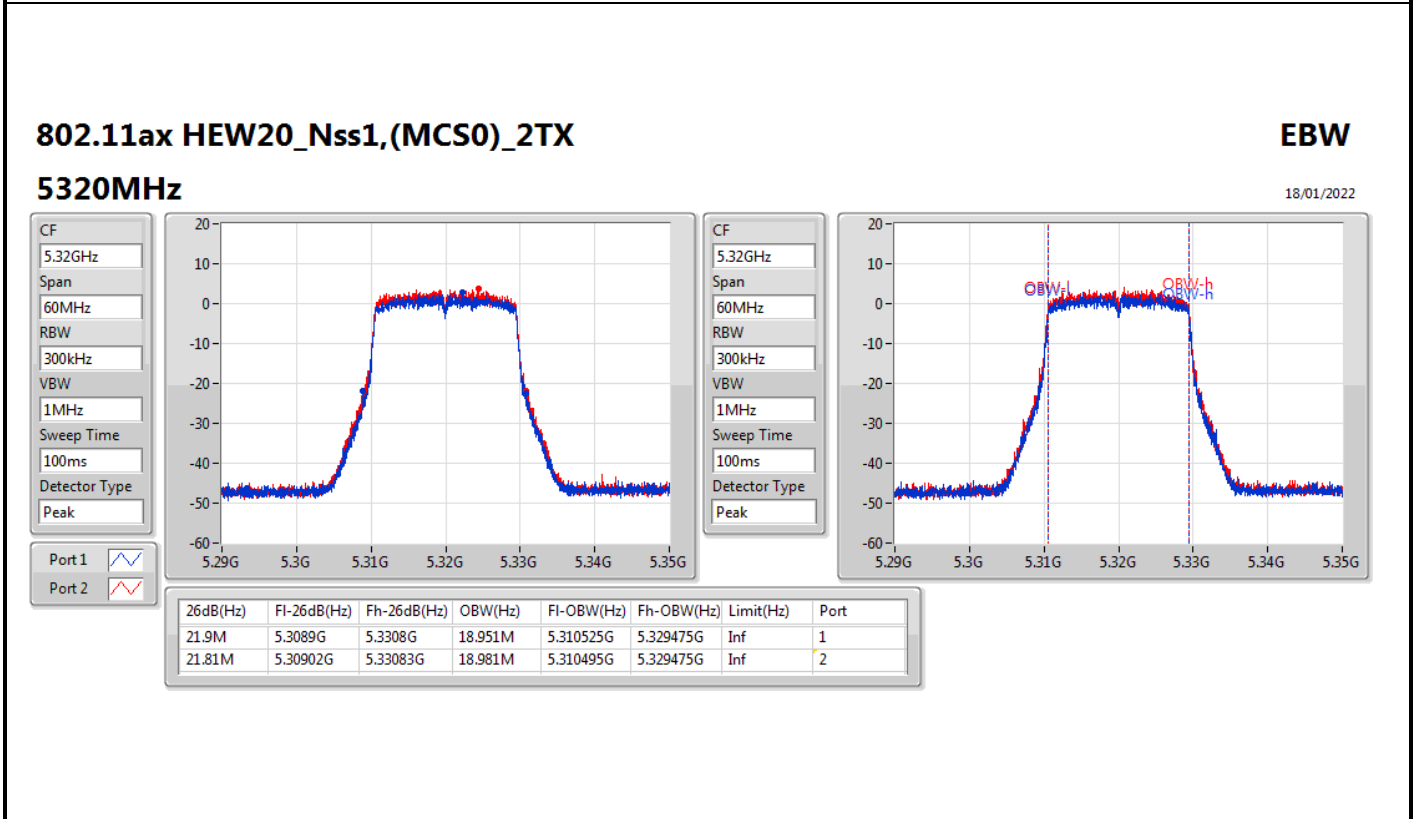 802.11ax HEW20_Nss1,(MCS0)_2TX EBW
5320MHz 18/01/2022
CF
5.32GHz
Span
60MHz
RBW
300kHz
VBW
1MHz
Sweep Time
100ms
Detector Type
Peak
Port 1
Port 2
20
10
0
-10
-20
-30
-40
-50
-60
5.29G 5.3G 5.31G 5.32G 5.33G 5.34G 5.35G
CF
5.32GHz
Span
60MHz
RBW
300kHz
VBW
1MHz
Sweep Time
100ms
Detector Type
Peak
20
10
0
-10
-20
-30
-40
-50
-60
OBW-l
OBW-l
OBW-h
OBW-h
5.29G 5.3G 5.31G 5.32G 5.33G 5.34G 5.35G
26dB(Hz) Fl-26dB(Hz) Fh-26dB(Hz) OBW(Hz) Fl-OBW(Hz) Fh-OBW(Hz) Limit(Hz) Port
21.9M 5.3089G 5.3308G 18.951M 5.310525G 5.329475G Inf 1
21.81M 5.30902G 5.33083G 18.981M 5.310495G 5.329475G Inf 2